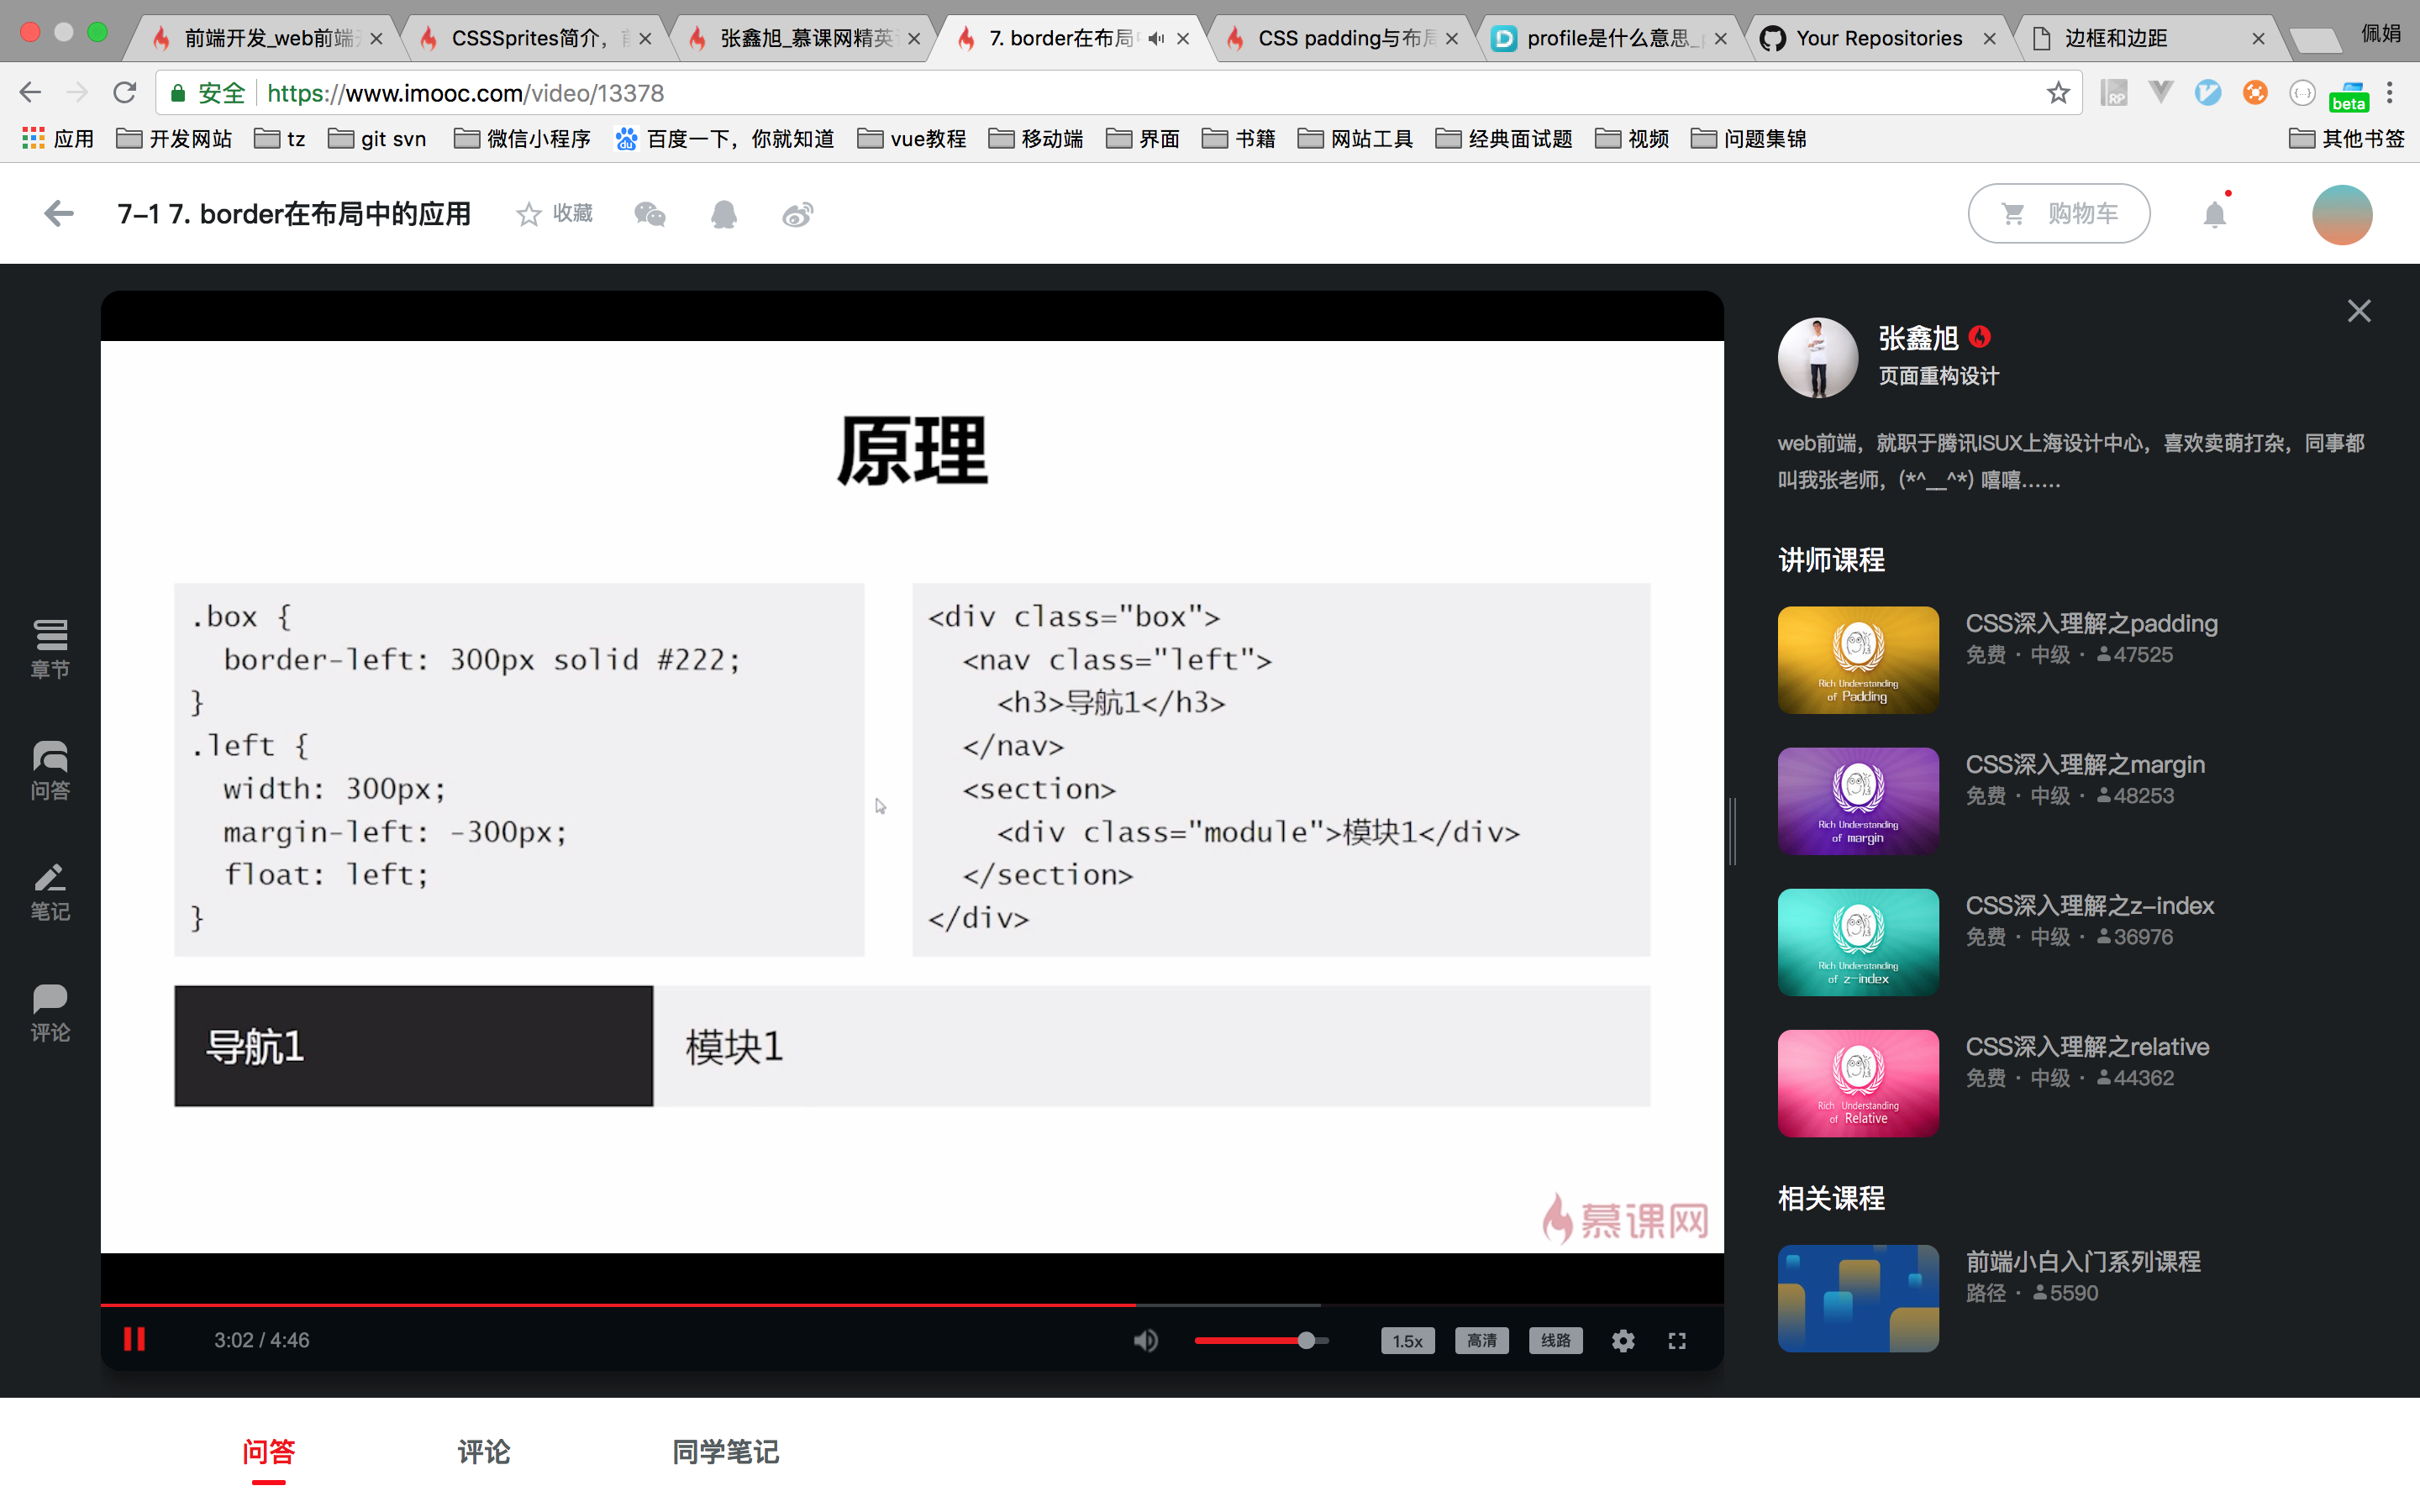 前端开发_web前端
CSSSprites简介，
张鑫旭_慕课网精英
7. border在布局
CSS padding与布
profile是什么意思_
Your Repositories
边框和边距
佩娟
安全
https://www.imooc.com/video/13378
beta
应用
开发网站
tz
git svn
微信小程序
百度一下，你就知道
vue教程
移动端
界面
书籍
网站工具
经典面试题
视频
问题集锦
其他书签
7-1 7. border在布局中的应用
收藏
购物车
章节
问答
笔记
评论
原理
.box {
border-left: 300px solid #222;
}
.left {
width: 300px;
margin-left: -300px;
float: left;
}
<div class="box">
<nav class="left">
<h3>导航1</h3>
</nav>
<section>
<div class="module">模块1</div>
</section>
</div>
导航1
模块1
慕课网
3:02 / 4:46
1.5x
高清
线路
张鑫旭
页面重构设计
web前端，就职于腾讯ISUX上海设计中心，喜欢卖萌打杂，同事都
叫我张老师，(*^__^*) 嘻嘻……
讲师课程
Rich Understanding
of Padding
CSS深入理解之padding
免费 · 中级 · 47525
Rich Understanding
of margin
CSS深入理解之margin
免费 · 中级 · 48253
Rich Understanding
of z-index
CSS深入理解之z-index
免费 · 中级 · 36976
Rich Understanding
of Relative
CSS深入理解之relative
免费 · 中级 · 44362
相关课程
前端小白入门系列课程
路径 · 5590
问答
评论
同学笔记